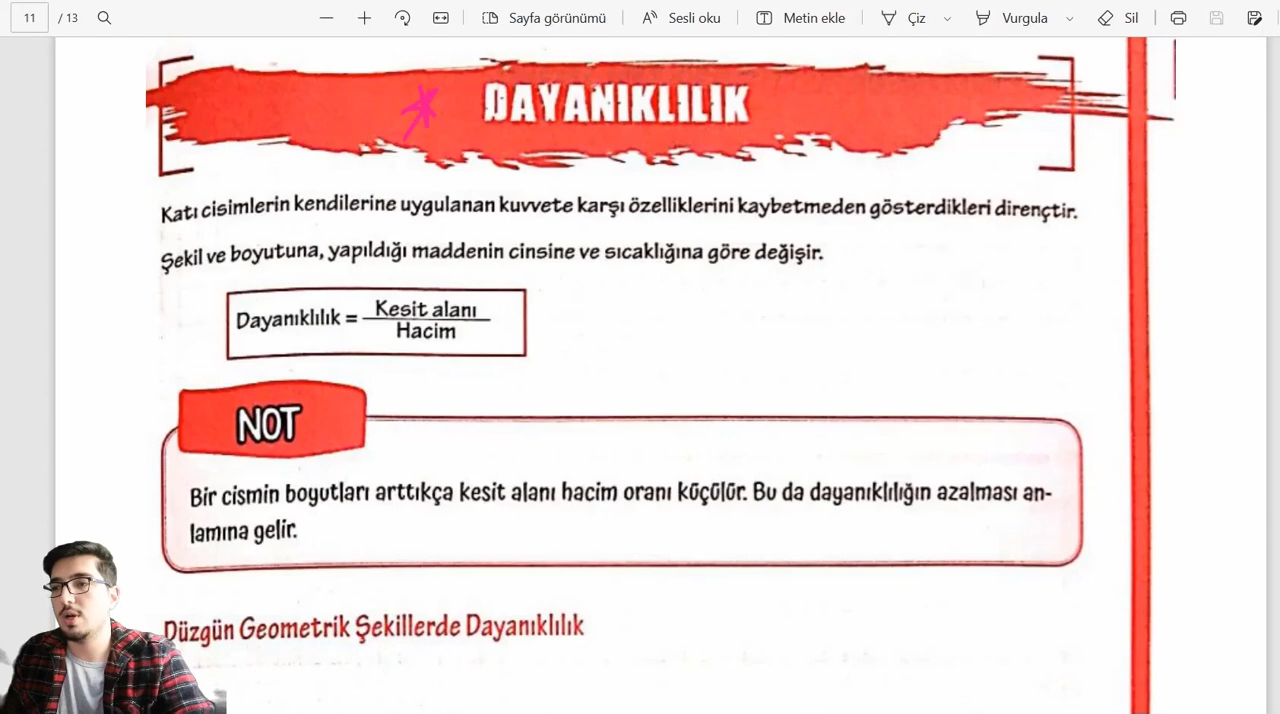 11 / 13 Sayfa görünümü Sesli oku Metin ekle Çiz Vurgula Sil
DAYANIKLILIK
Katı cisimlerin kendilerine uygulanan kuvvete karşı özelliklerini kaybetmeden gösterdikleri dirençtir.
Şekil ve boyutuna, yapıldığı maddenin cinsine ve sıcaklığına göre değişir.
Dayanıklılık = Kesit alanı
Hacim
NOT
Bir cismin boyutları arttıkça kesit alanı hacim oranı küçülür. Bu da dayanıklılığın azalması an-
lamına gelir.
Düzgün Geometrik Şekillerde Dayanıklılık